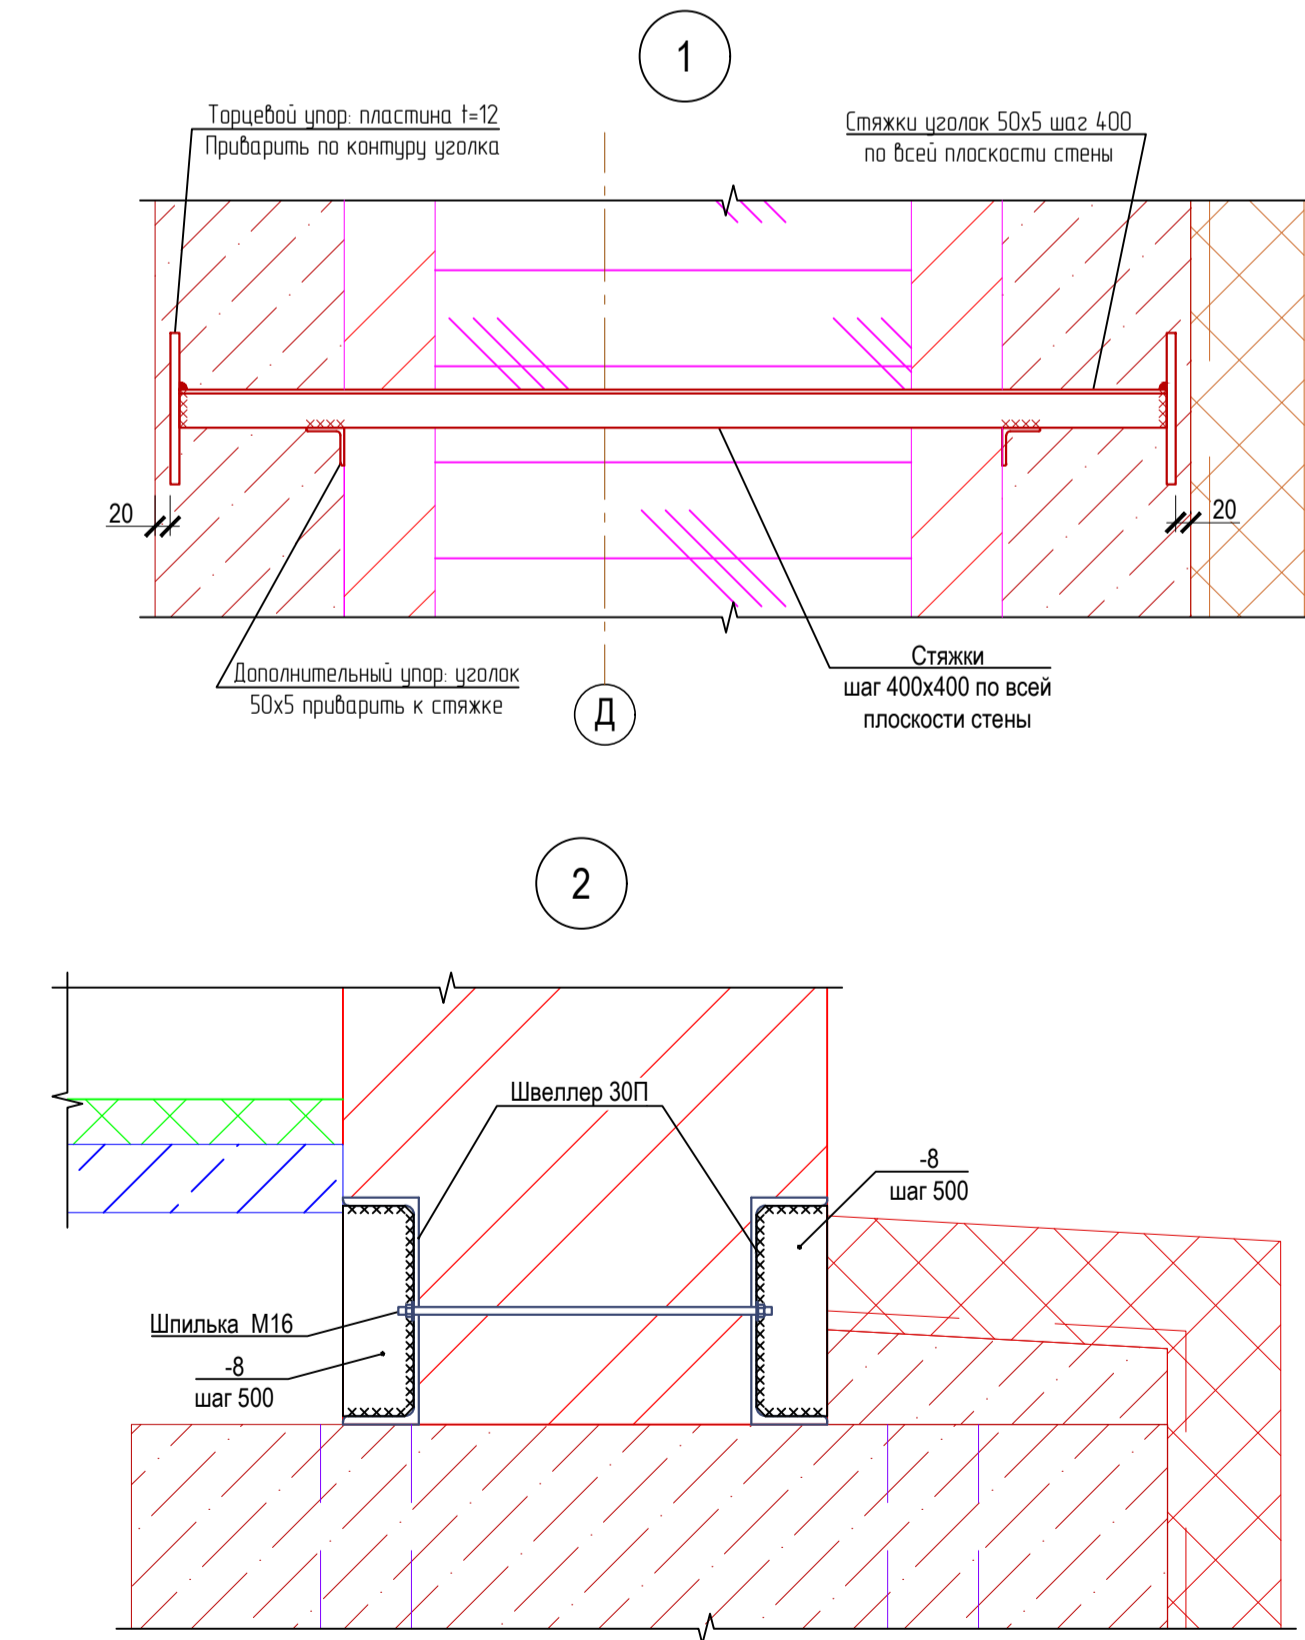 1
Торцевой упор: пластина t=12
Приварить по контуру уголка
Стяжки уголок 50х5 шаг 400
по всей плоскости стены
20
20
Дополнительный упор: уголок
50х5 приварить к стяжке
Стяжки
шаг 400х400 по всей
плоскости стены
Д
2
Швеллер 30П
-8
шаг 500
Шпилька М16
-8
шаг 500